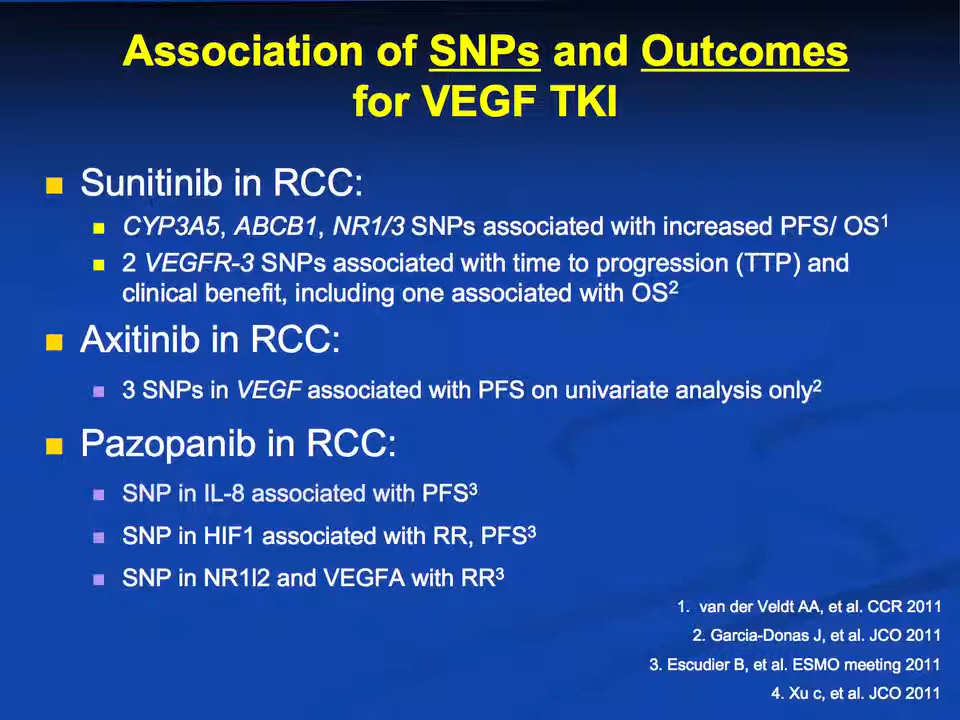 Association of SNPs and Outcomes
for VEGF TKI
Sunitinib in RCC:
CYP3A5, ABCB1, NR1/3 SNPs associated with increased PFS/ OS¹
2 VEGFR-3 SNPs associated with time to progression (TTP) and
clinical benefit, including one associated with OS²
Axitinib in RCC:
3 SNPs in VEGF associated with PFS on univariate analysis only²
Pazopanib in RCC:
SNP in IL-8 associated with PFS³
SNP in HIF1 associated with RR, PFS³
SNP in NR1I2 and VEGFA with RR³
1. van der Veldt AA, et al. CCR 2011
2. Garcia-Donas J, et al. JCO 2011
3. Escudier B, et al. ESMO meeting 2011
4. Xu c, et al. JCO 2011